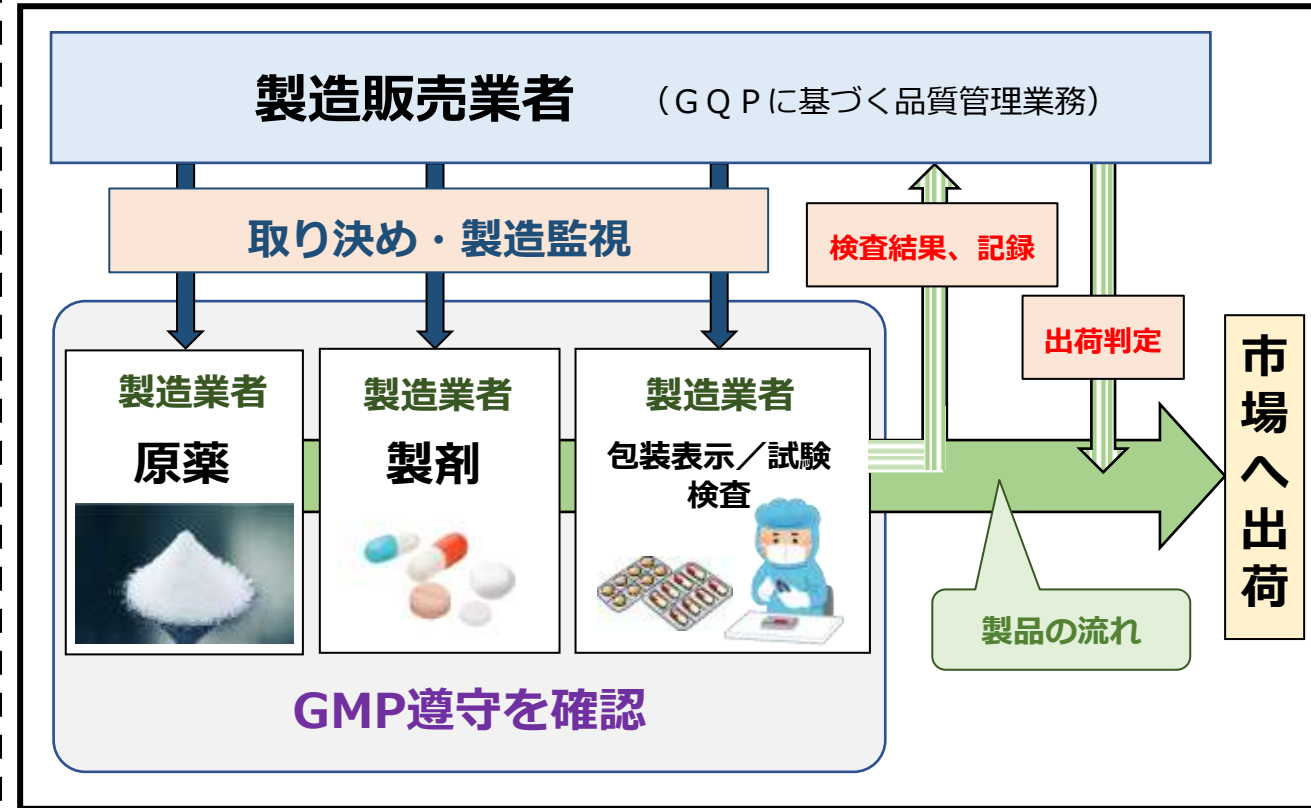 製造販売業者 （ＧＱＰに基づく品質管理業務）
取り決め・製造監視
検査結果、記録
出荷判定
製造業者
原薬
製造業者
製剤
製造業者
包装表示／試験
検査
市場へ出荷
製品の流れ
GMP遵守を確認